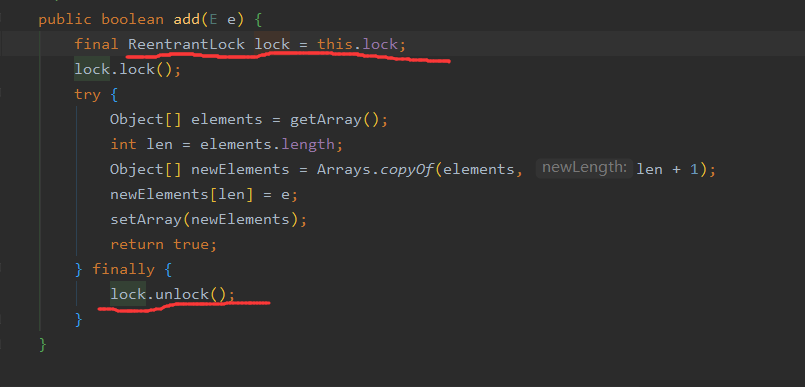 public boolean add(E e) {
final ReentrantLock lock = this.lock;
lock.lock();
try {
Object[] elements = getArray();
int len = elements.length;
Object[] newElements = Arrays.copyOf(elements, newLength: len + 1);
newElements[len] = e;
setArray(newElements);
return true;
} finally {
lock.unlock();
}
}